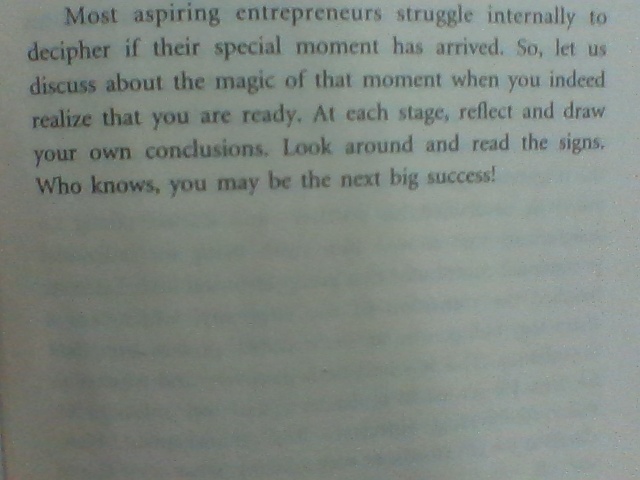 Most aspiring entrepreneurs struggle internally to
decipher if their special moment has arrived. So, let us
discuss about the magic of that moment when you indeed
realize that you are ready. At each stage, reflect and draw
your own conclusions. Look around and read the signs.
Who knows, you may be the next big success!